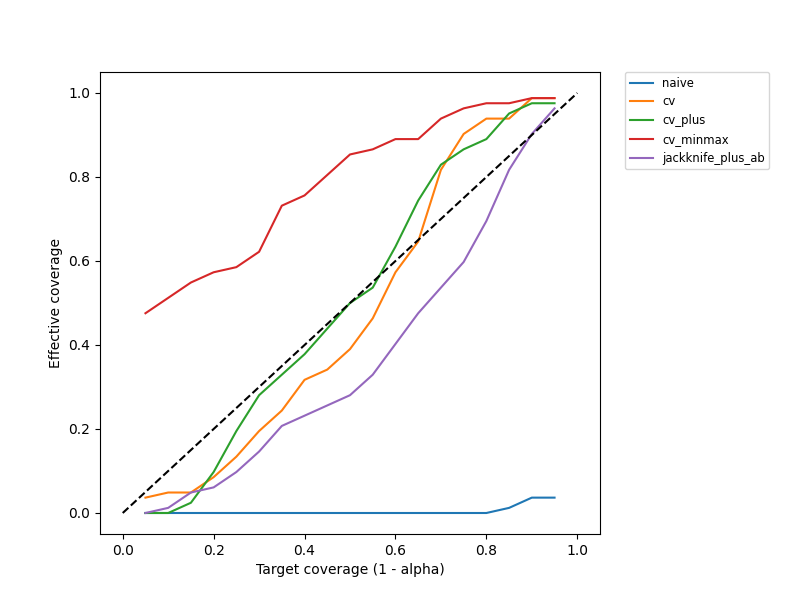 naive
cv
cv_plus
cv_minmax
jackknife_plus_ab
1.0
0.8
0.6
0.4
0.2
0.0
Effective coverage
0.0 0.2 0.4 0.6 0.8 1.0
Target coverage (1 - alpha)